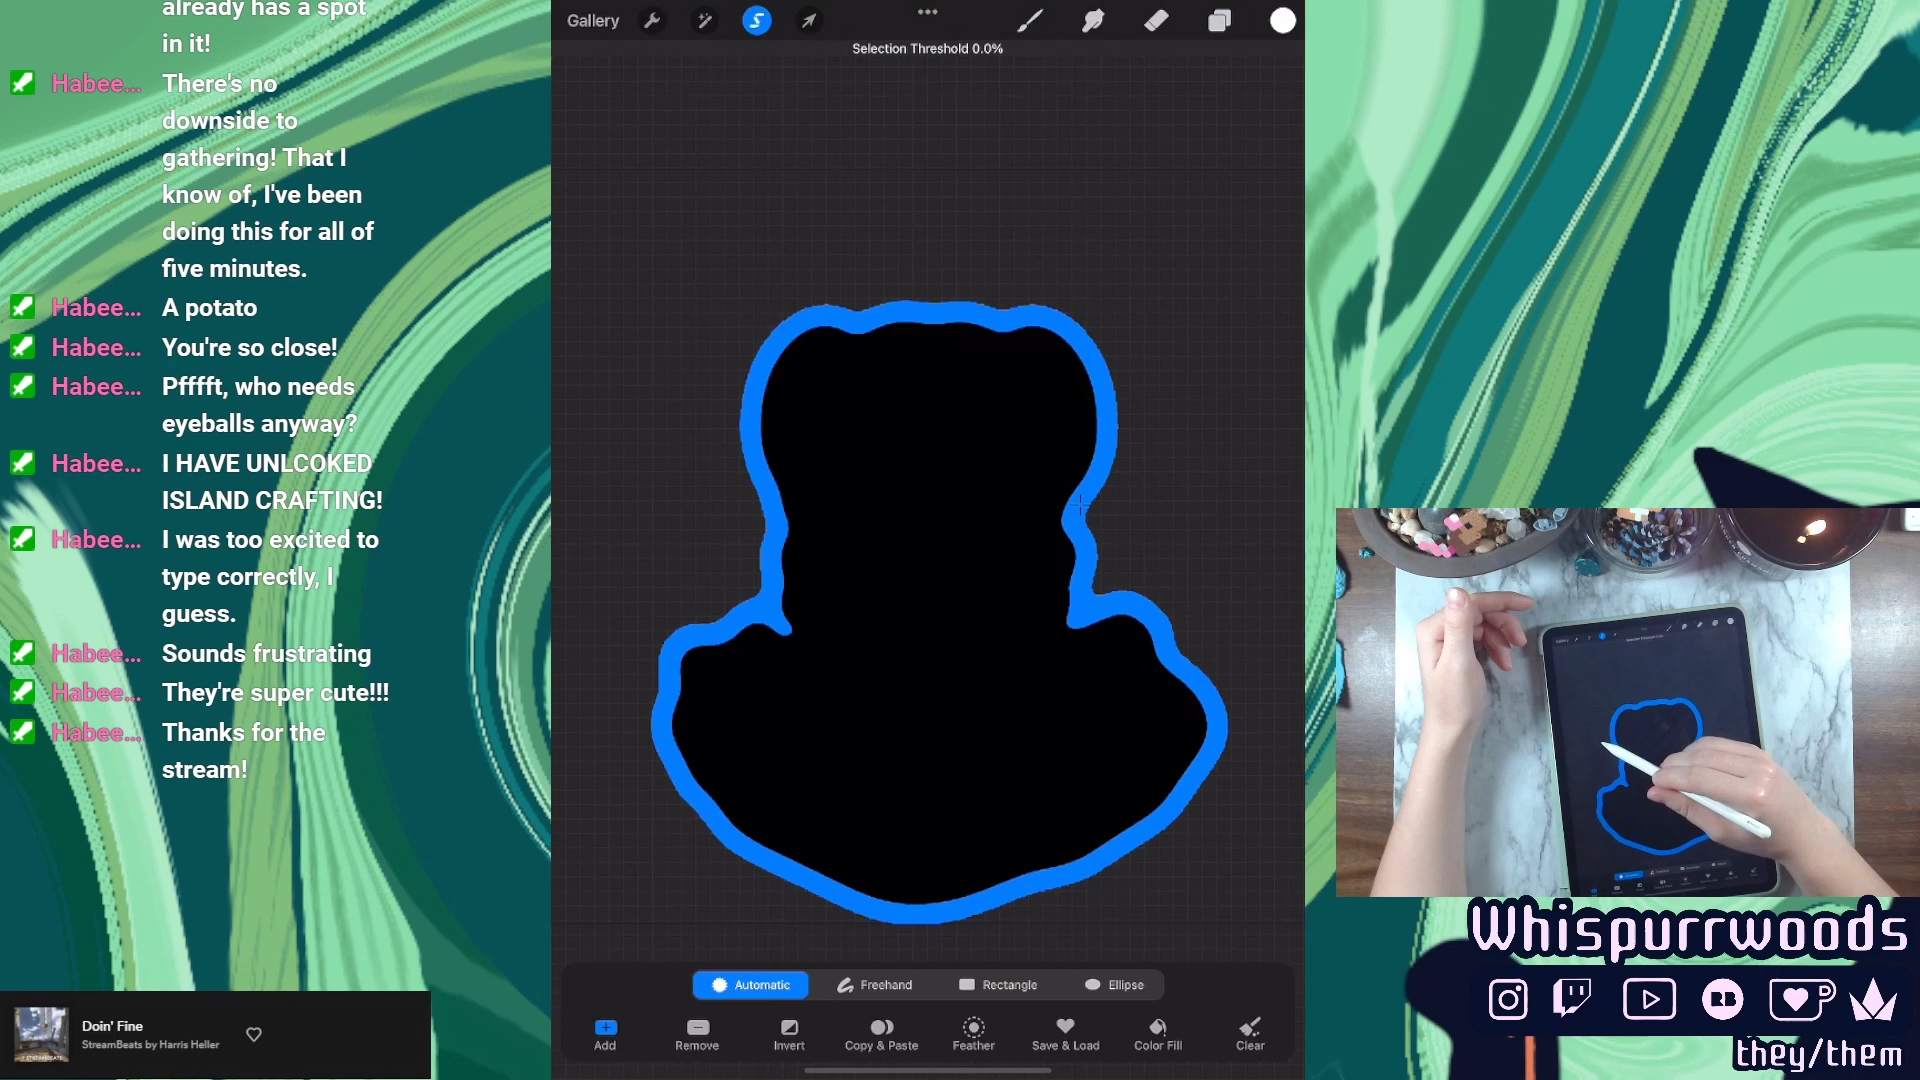 already has a spot
in it!
Habee... There's no
downside to
gathering! That I
know of, I've been
doing this for all of
five minutes.
Habee... A potato
Habee... You're so close!
Habee... Pfffft, who needs
eyeballs anyway?
Habee... I HAVE UNLCOKED
ISLAND CRAFTING!
Habee... I was too excited to
type correctly, I
guess.
Habee... Sounds frustrating
Habee... They're super cute!!!
Habee... Thanks for the
stream!
Doin' Fine
StreamBeats by Harris Heller
Gallery
Selection Threshold 0.0%
Automatic Freehand Rectangle Ellipse
Add Remove Invert Copy & Paste Feather Save & Load Color Fill Clear
Whispurrwoods
they/them